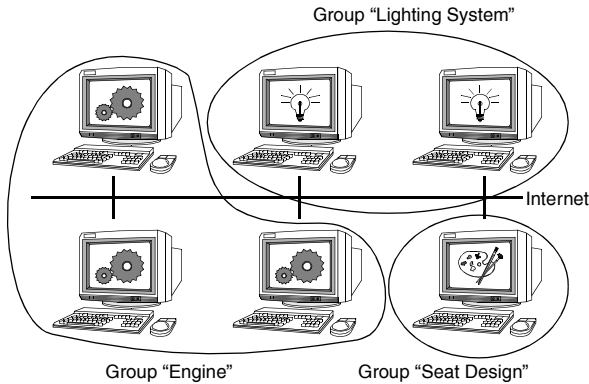 Group “Lighting System”
Internet
Group “Engine”
Group “Seat Design”